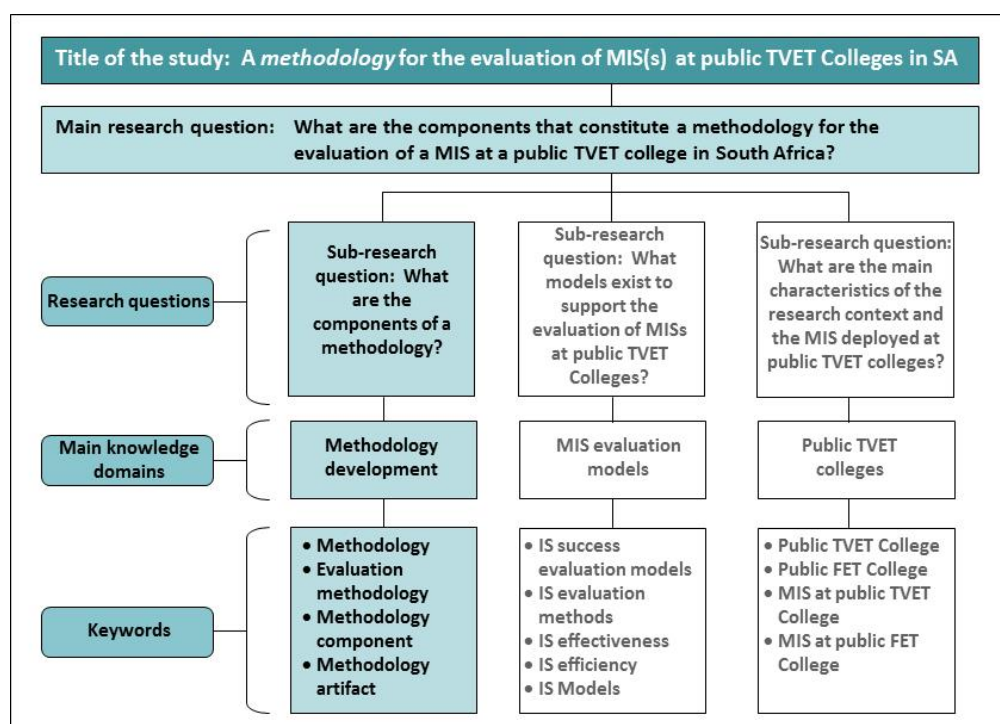 Title of the study: A methodology for the evaluation of MIS(s) at public TVET Colleges in SA
Main research question: What are the components that constitute a methodology for the
evaluation of a MIS at a public TVET college in South Africa?
Research questions
Sub-research
question: What
are the
components of a
methodology?
Sub-research
question: What
models exist to
support the
evaluation of MISs
at public TVET
Colleges?
Sub-research question:
What are the main
characteristics of the
research context and
the MIS deployed at
public TVET colleges?
Main knowledge
domains
Methodology
development
MIS evaluation
models
Public TVET
colleges
Keywords
• Methodology
• Evaluation
methodology
• Methodology
component
• Methodology
artifact
• IS success
evaluation models
• IS evaluation
methods
• IS effectiveness
• IS efficiency
• IS Models
• Public TVET College
• Public FET College
• MIS at public TVET
College
• MIS at public FET
College